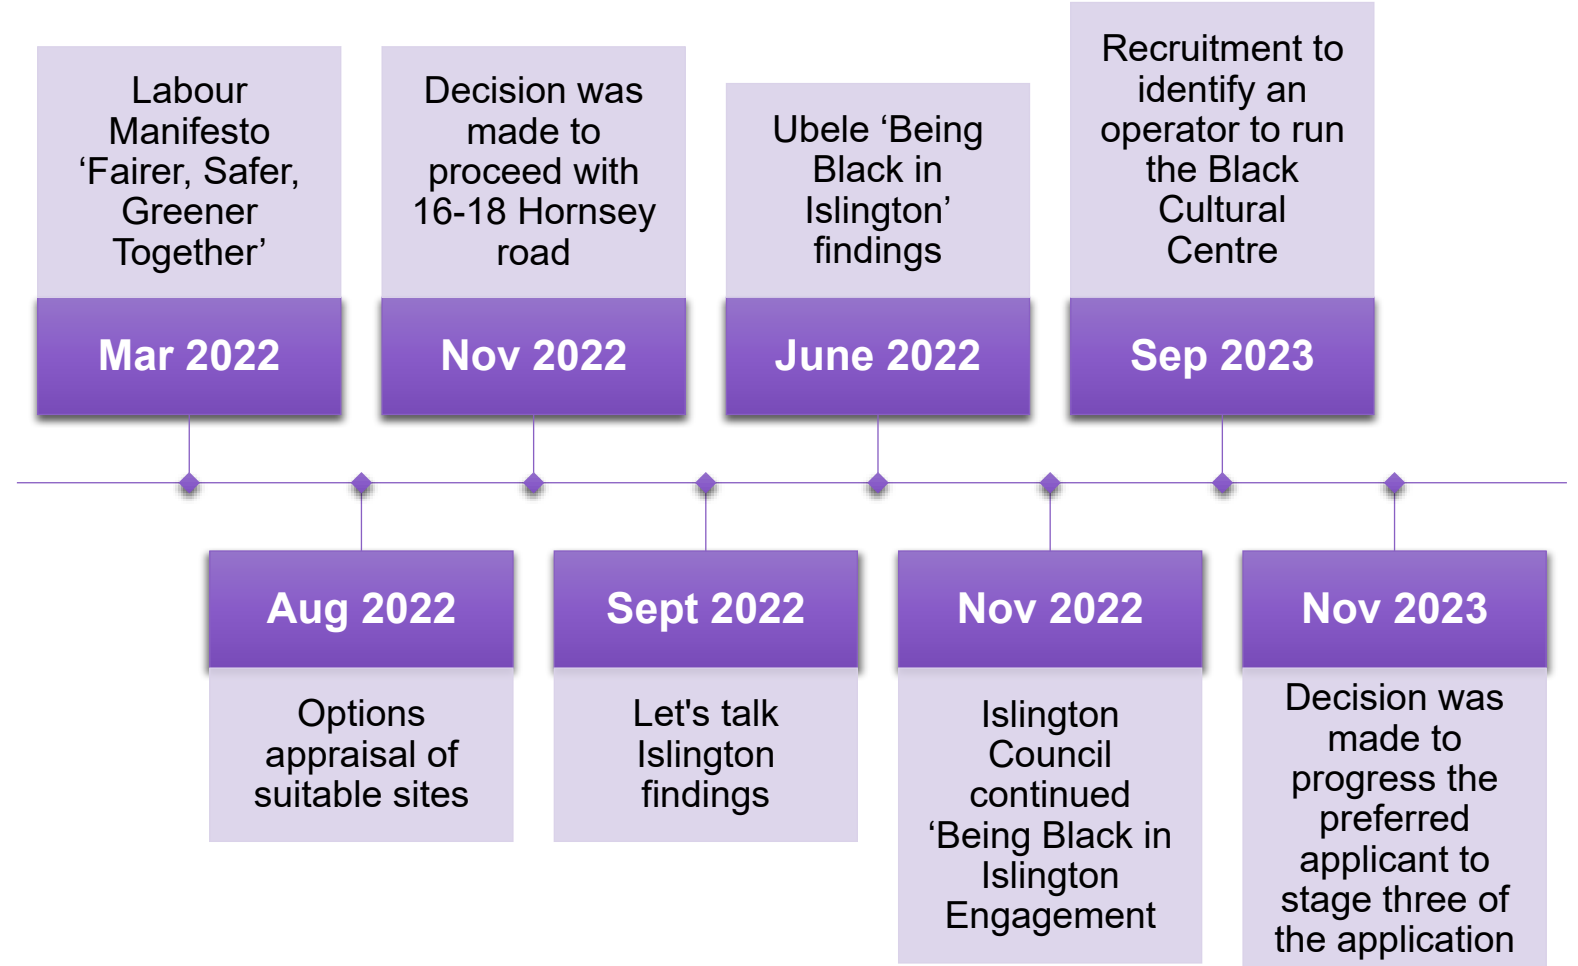 Labour
Manifesto
‘Fairer, Safer,
Greener
Together’
Mar 2022
Aug 2022
Options
appraisal of
suitable sites
Decision was
made to
proceed with
16-18 Hornsey
road
Nov 2022
Sept 2022
Let's talk
Islington
findings
Ubele ‘Being
Black in
Islington’
findings
June 2022
Nov 2022
Islington
Council
continued
‘Being Black in
Islington
Engagement
Recruitment to
identify an
operator to run
the Black
Cultural
Centre
Sep 2023
Nov 2023
Decision was
made to
progress the
preferred
applicant to
stage three of
the application